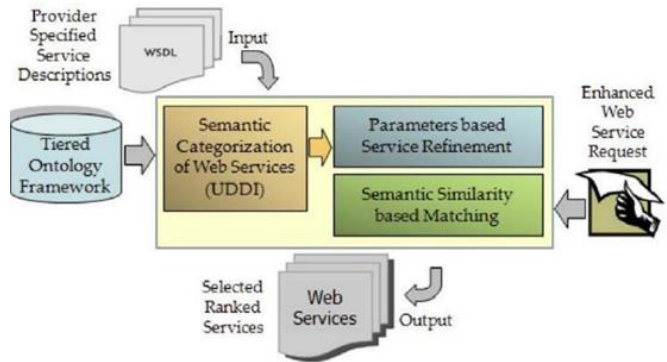 Provider
Specified
Service
Descriptions
WSDL
Input
Tiered
Ontology
Framework
Semantic
Categorization
of Web Services
(UDDI)
Parameters based
Service Refinement
Semantic Similarity
based Matching
Enhanced
Web
Service
Request
Selected
Ranked
Services
Web
Services
Output